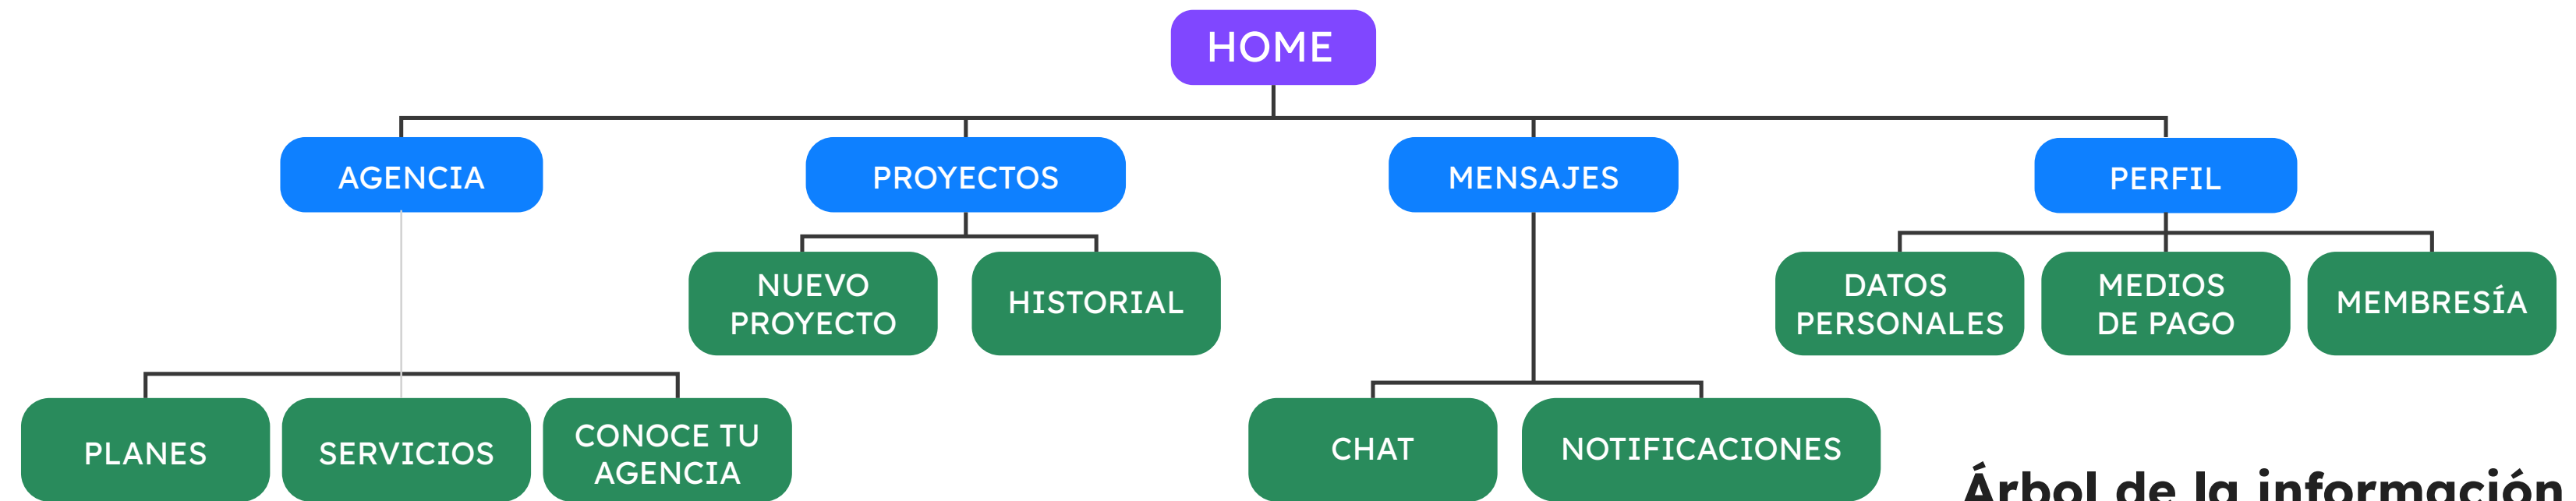 HOME
AGENCIA
PROYECTOS
MENSAJES
PERFIL
NUEVO
PROYECTO
HISTORIAL
DATOS
PERSONALES
MEDIOS
DE PAGO
MEMBRESÍA
PLANES
SERVICIOS
CONOCE TU
AGENCIA
CHAT
NOTIFICACIONES
Árbol de la información